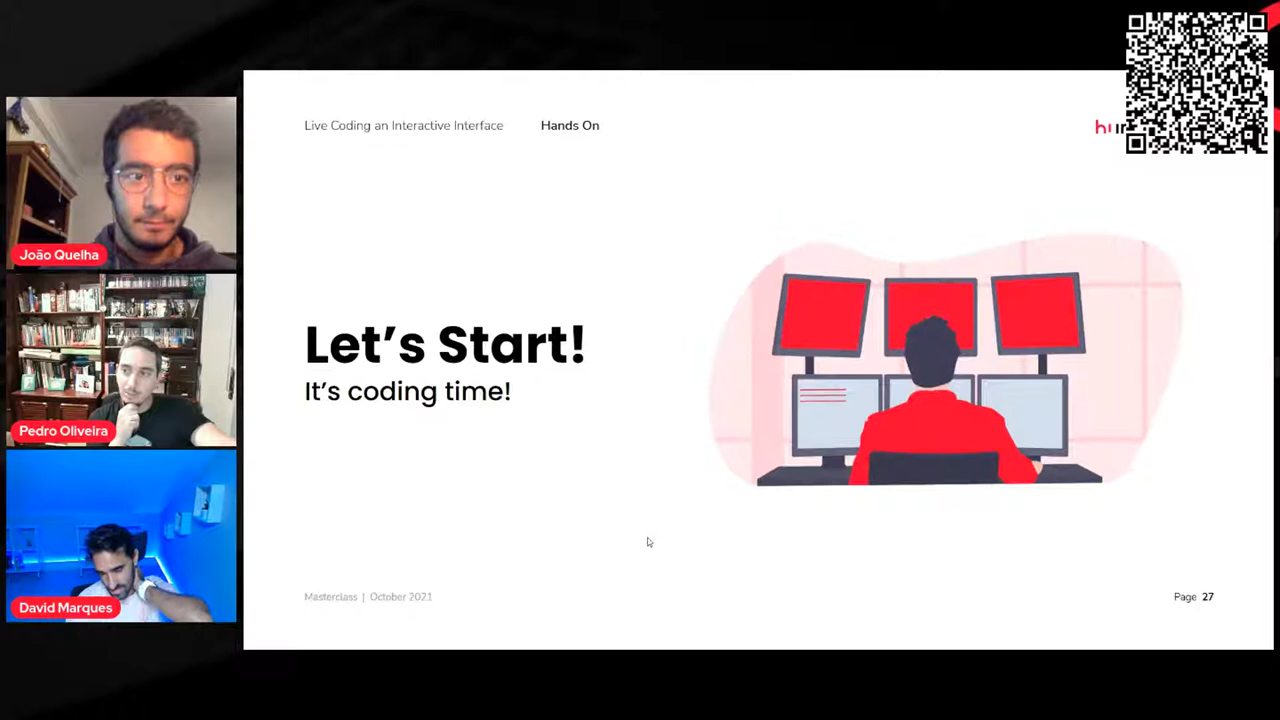 Live Coding an Interactive Interface Hands On
João Quelha
Let's Start!
It's coding time!
Pedro Oliveira
David Marques
Masterclass | October 2021
Page 27